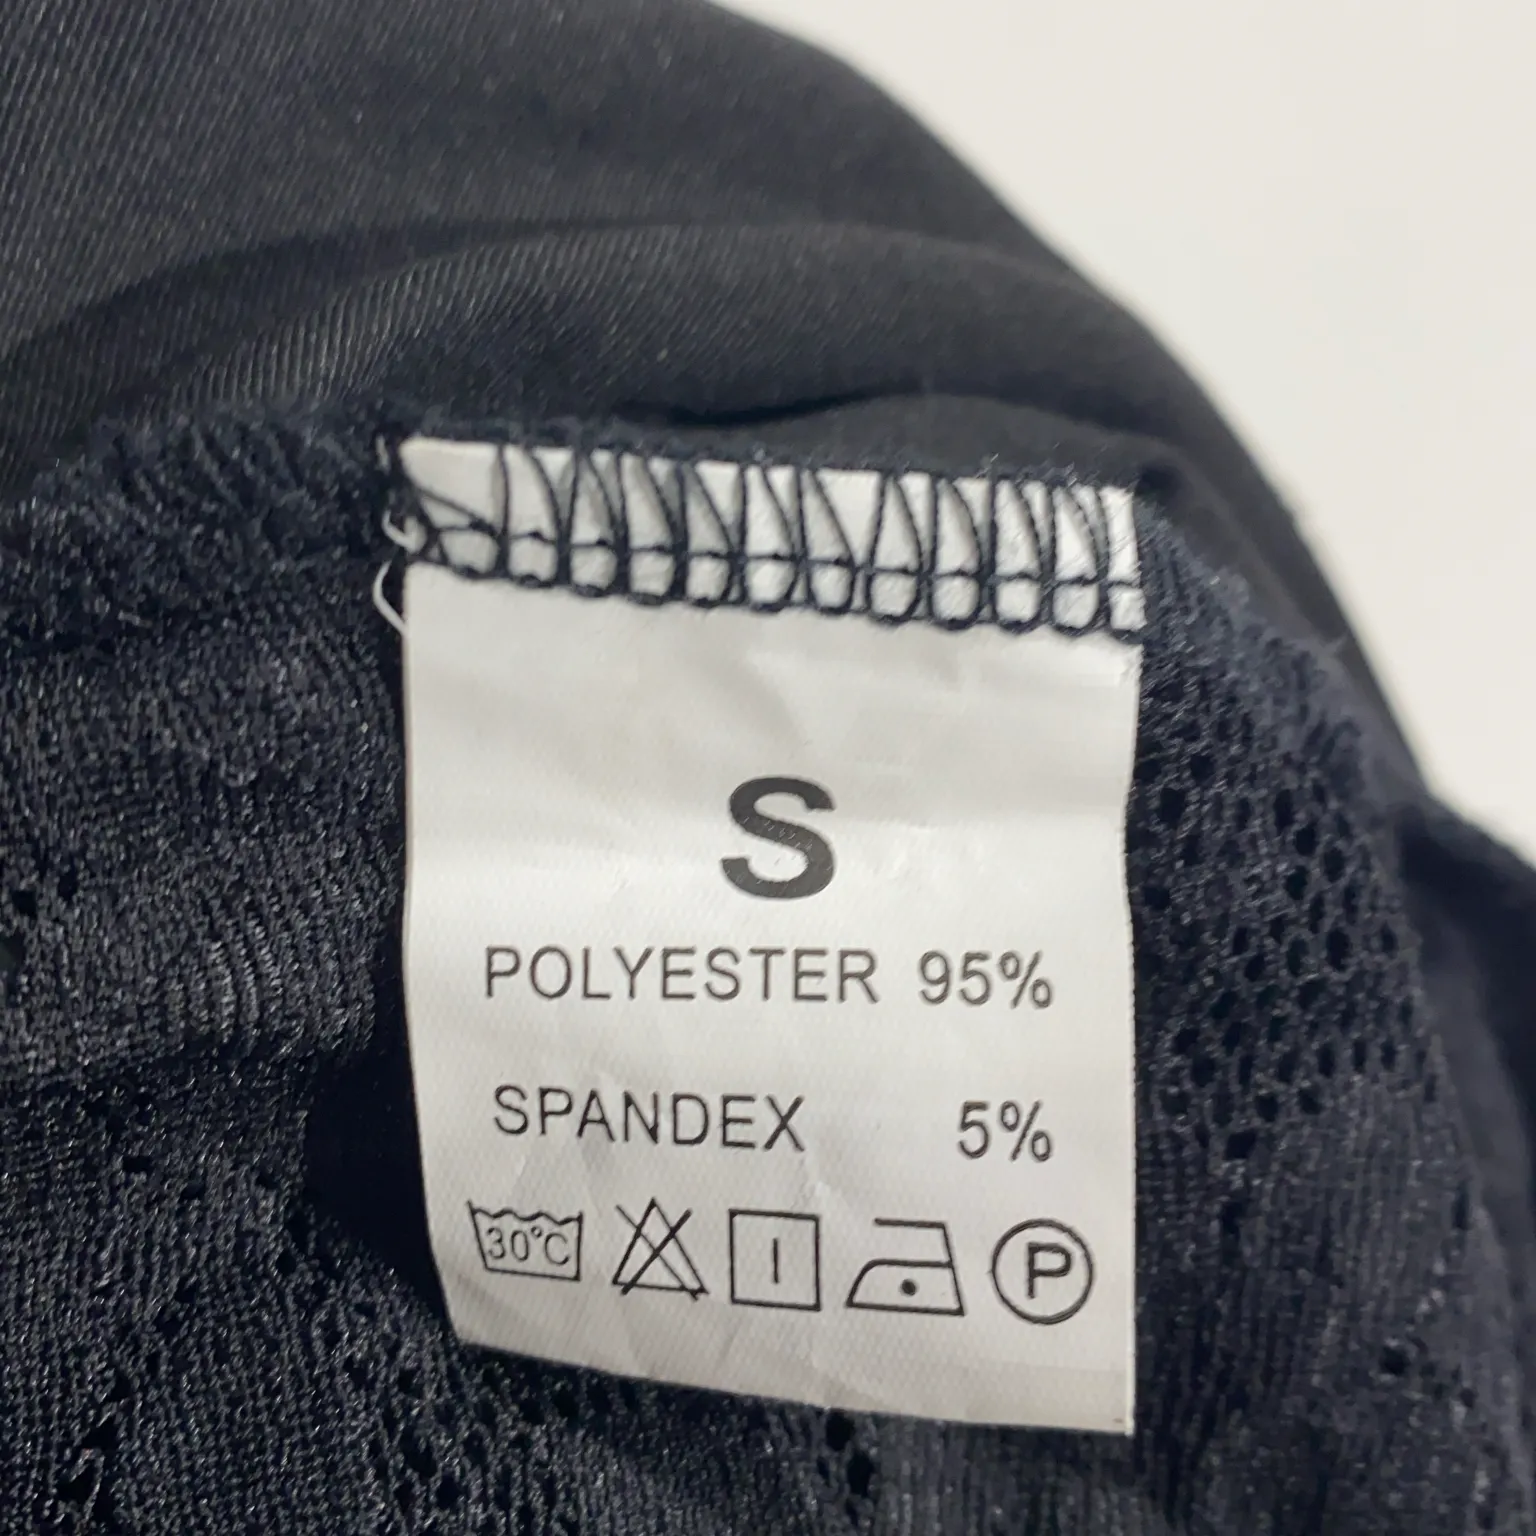 S
POLYESTER 95%
SPANDEX 5%
30°C P